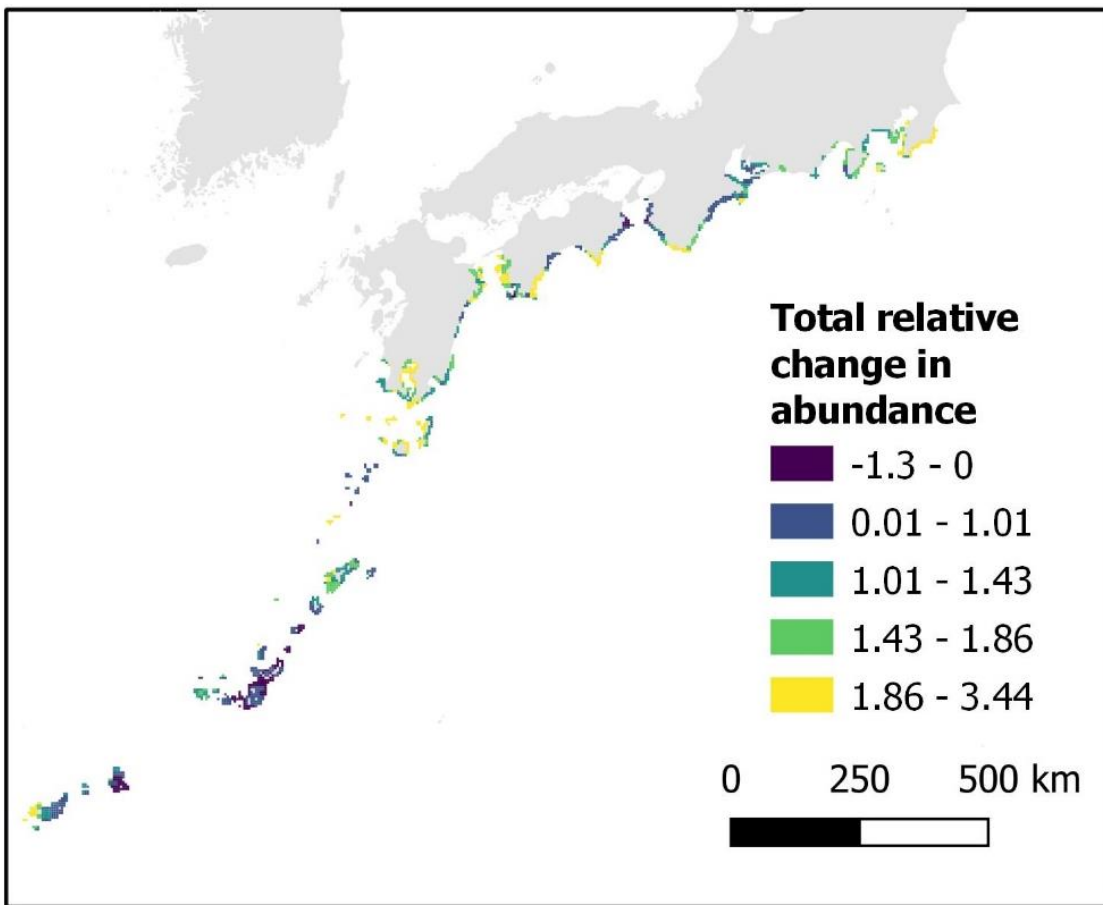 Total relative
change in
abundance
-1.3 - 0
0.01 - 1.01
1.01 - 1.43
1.43 - 1.86
1.86 - 3.44
0 250 500 km